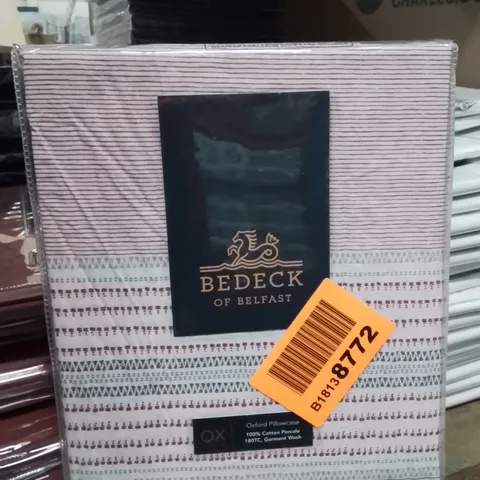 BEDECK
OF BELFAST
B1813 8772
OX
Oxford Pillowcase
100% Cotton Percale
180TC, Garment Wash